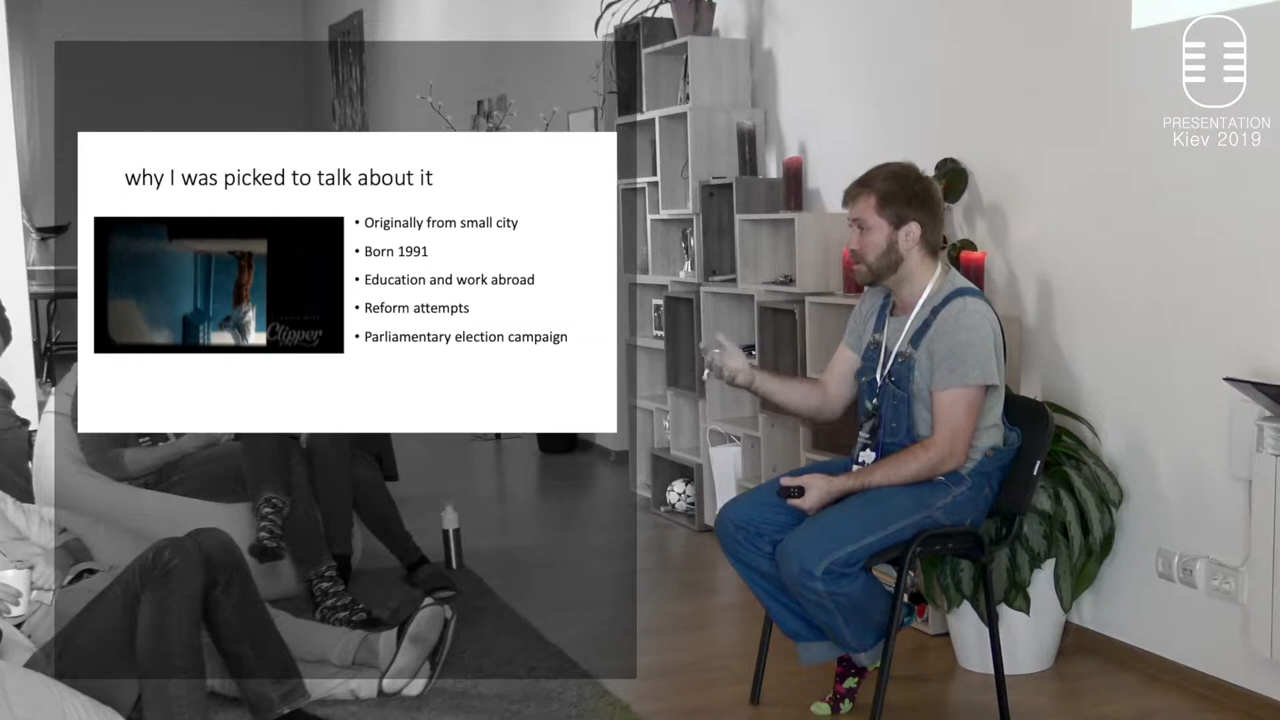 PRESENTATION
Kiev 2019
why I was picked to talk about it
• Originally from small city
• Born 1991
• Education and work abroad
• Reform attempts
• Parliamentary election campaign
Clipper